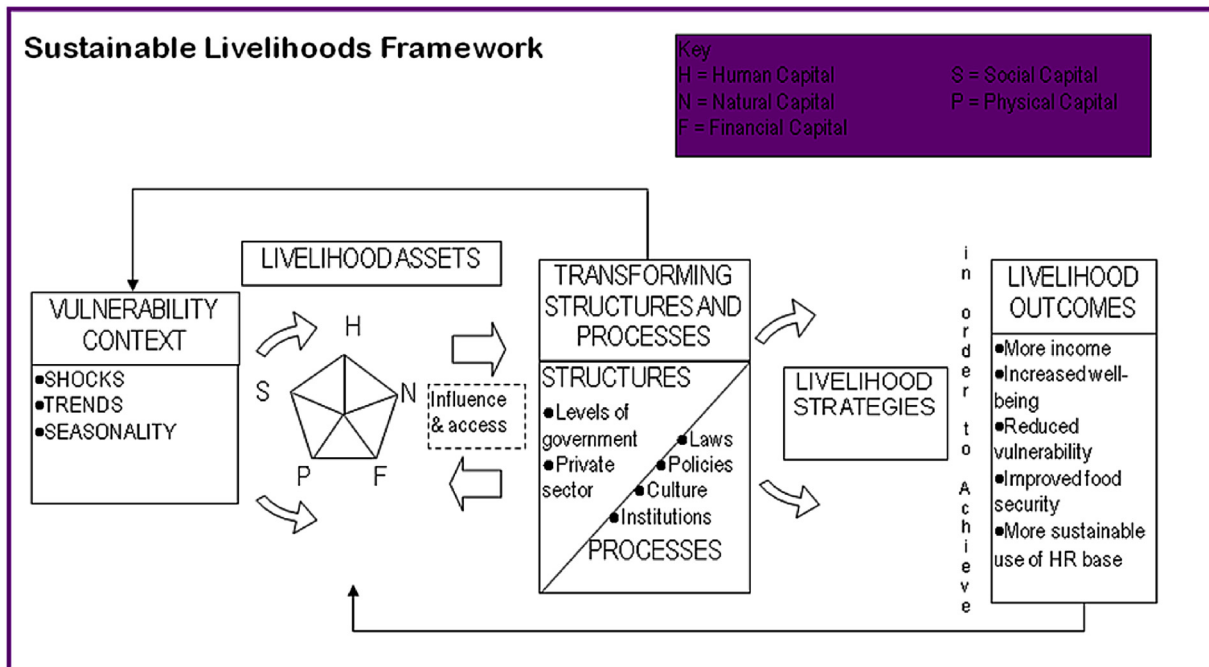 Sustainable Livelihoods Framework
Key
H = Human Capital S = Social Capital
N = Natural Capital P = Physical Capital
F = Financial Capital
LIVELIHOOD ASSETS
VULNERABILITY
CONTEXT
●SHOCKS
●TRENDS
●SEASONALITY
H
S
N
P
F
Influence
& access
TRANSFORMING
STRUCTURES AND
PROCESSES
STRUCTURES
●Levels of
government
●Private
sector
●Laws
●Policies
●Culture
●Institutions
PROCESSES
LIVELIHOOD
STRATEGIES
in order to Achieve
LIVELIHOOD
OUTCOMES
●More income
●Increased well-
being
●Reduced
vulnerability
●Improved food
security
●More sustainable
use of HR base